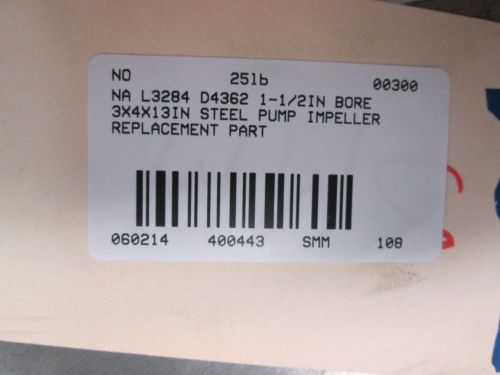 NO 251b 00300
NA L3284 D4362 1-1/2IN BORE
3X4X13IN STEEL PUMP IMPELLER
REPLACEMENT PART
060214 400443 SMM 108